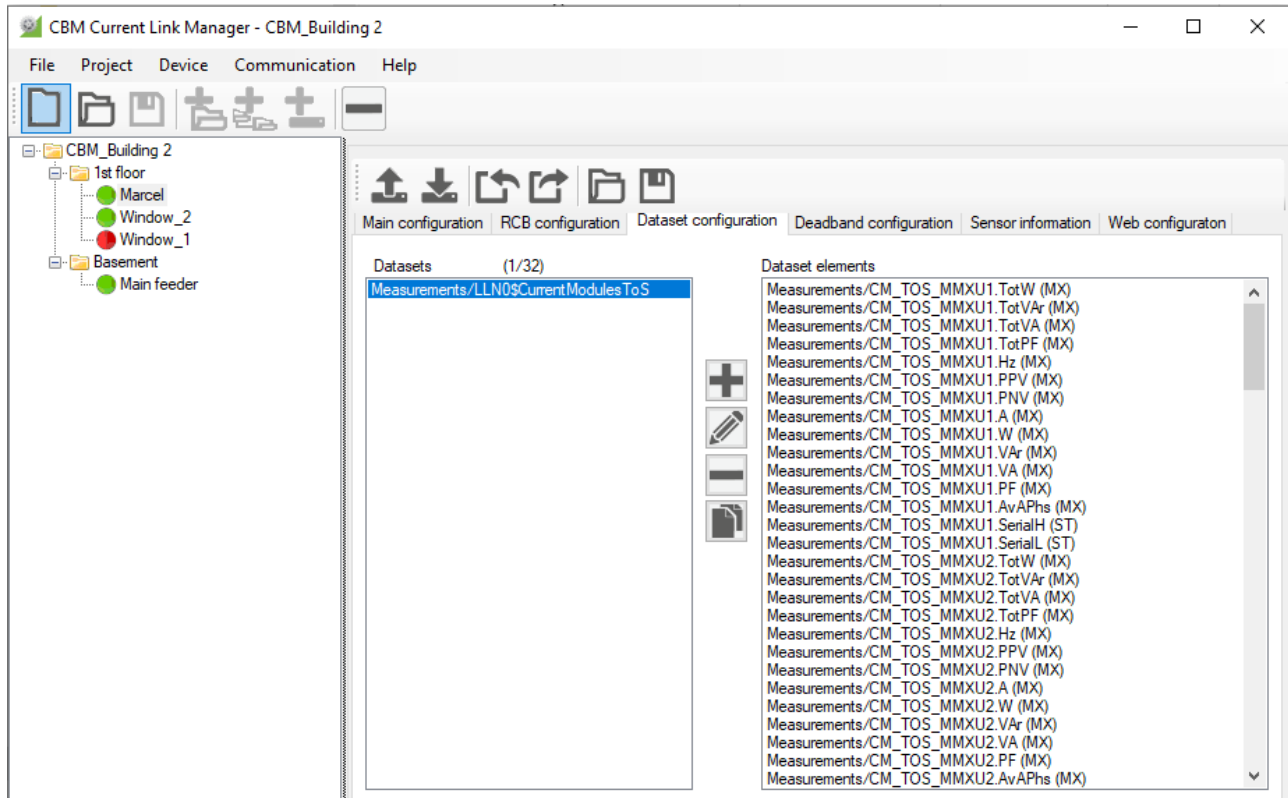 CBM Current Link Manager - CBM_Building 2
File Project Device Communication Help
CBM_Building 2
1st floor
Marcel
Window_2
Window_1
Basement
Main feeder
Main configuration RCB configuration Dataset configuration Deadband configuration Sensor information Web configuraton
Datasets (1/32)
Measurements/LLN0$CurrentModulesToS
Dataset elements
Measurements/CM_TOS_MMXU1.TotW (MX)
Measurements/CM_TOS_MMXU1.TotVAr (MX)
Measurements/CM_TOS_MMXU1.TotVA (MX)
Measurements/CM_TOS_MMXU1.TotPF (MX)
Measurements/CM_TOS_MMXU1.Hz (MX)
Measurements/CM_TOS_MMXU1.PPV (MX)
Measurements/CM_TOS_MMXU1.PNV (MX)
Measurements/CM_TOS_MMXU1.A (MX)
Measurements/CM_TOS_MMXU1.W (MX)
Measurements/CM_TOS_MMXU1.VAr (MX)
Measurements/CM_TOS_MMXU1.VA (MX)
Measurements/CM_TOS_MMXU1.PF (MX)
Measurements/CM_TOS_MMXU1.AvAPhs (MX)
Measurements/CM_TOS_MMXU1.SerialH (ST)
Measurements/CM_TOS_MMXU1.SerialL (ST)
Measurements/CM_TOS_MMXU2.TotW (MX)
Measurements/CM_TOS_MMXU2.TotVAr (MX)
Measurements/CM_TOS_MMXU2.TotVA (MX)
Measurements/CM_TOS_MMXU2.TotPF (MX)
Measurements/CM_TOS_MMXU2.Hz (MX)
Measurements/CM_TOS_MMXU2.PPV (MX)
Measurements/CM_TOS_MMXU2.PNV (MX)
Measurements/CM_TOS_MMXU2.A (MX)
Measurements/CM_TOS_MMXU2.W (MX)
Measurements/CM_TOS_MMXU2.VAr (MX)
Measurements/CM_TOS_MMXU2.VA (MX)
Measurements/CM_TOS_MMXU2.PF (MX)
Measurements/CM_TOS_MMXU2.AvAPhs (MX)